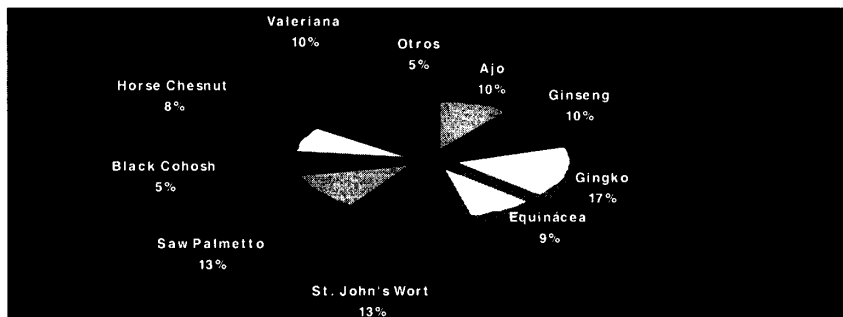 Valeriana
10%
Otros
5%
Ajo
10%
Ginseng
10%
Gingko
17%
Equinácea
9%
St. John's Wort
13%
Saw Palmetto
13%
Black Cohosh
5%
Horse Chesnut
8%